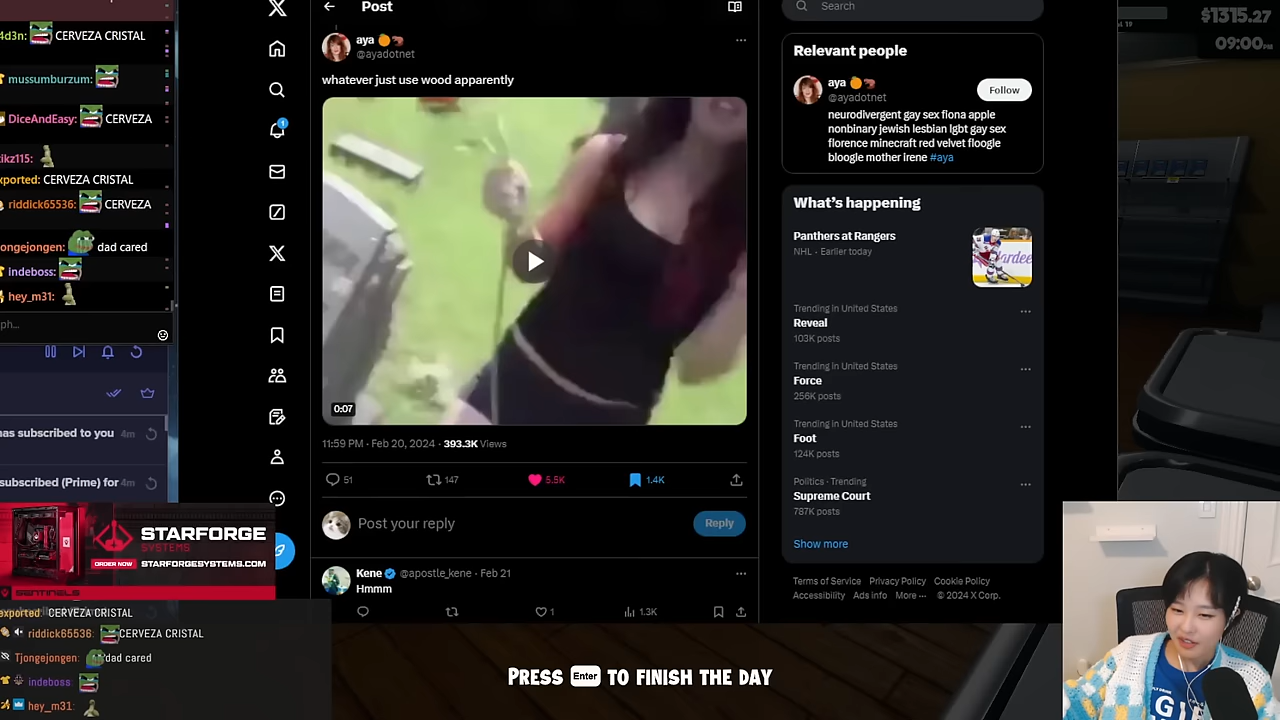 4d3n: CERVEZA CRISTAL
mussumburzum:
DiceAndEasy: CERVEZA
ikz115:
xported: CERVEZA CRISTAL
riddick65536: CERVEZA
ongejongen: dad cared
indeboss:
hey_m31:
ph...
has subscribed to you 4m
subscribed (Prime) for 4m
STARFORGE
SYSTEMS
ORDER NOW STARFORGESYSTEMS.COM
SENTINELS
exported: CERVEZA CRISTAL
riddick65536: CERVEZA CRISTAL
Tjongejongen: dad cared
indeboss:
hey_m31:
1
Post
aya
@ayadotnet
whatever just use wood apparently
0:07
11:59 PM · Feb 20, 2024 · 393.3K Views
51 147 5.5K 1.4K
Post your reply
Reply
Kene @apostle_kene · Feb 21
Hmmm
1 1.3K
Search
Relevant people
aya
@ayadotnet
Follow
neurodivergent gay sex fiona apple
nonbinary jewish lesbian lgbt gay sex
florence minecraft red velvet floogle
bloogle mother irene #aya
What's happening
Panthers at Rangers
NHL · Earlier today
Trending in United States
Reveal
103K posts
Trending in United States
Force
256K posts
Trending in United States
Foot
124K posts
Politics · Trending
Supreme Court
787K posts
Show more
Terms of Service Privacy Policy Cookie Policy
Accessibility Ads info More ··· © 2024 X Corp.
$1315.27
09:00PM
PRESS Enter TO FINISH THE DAY